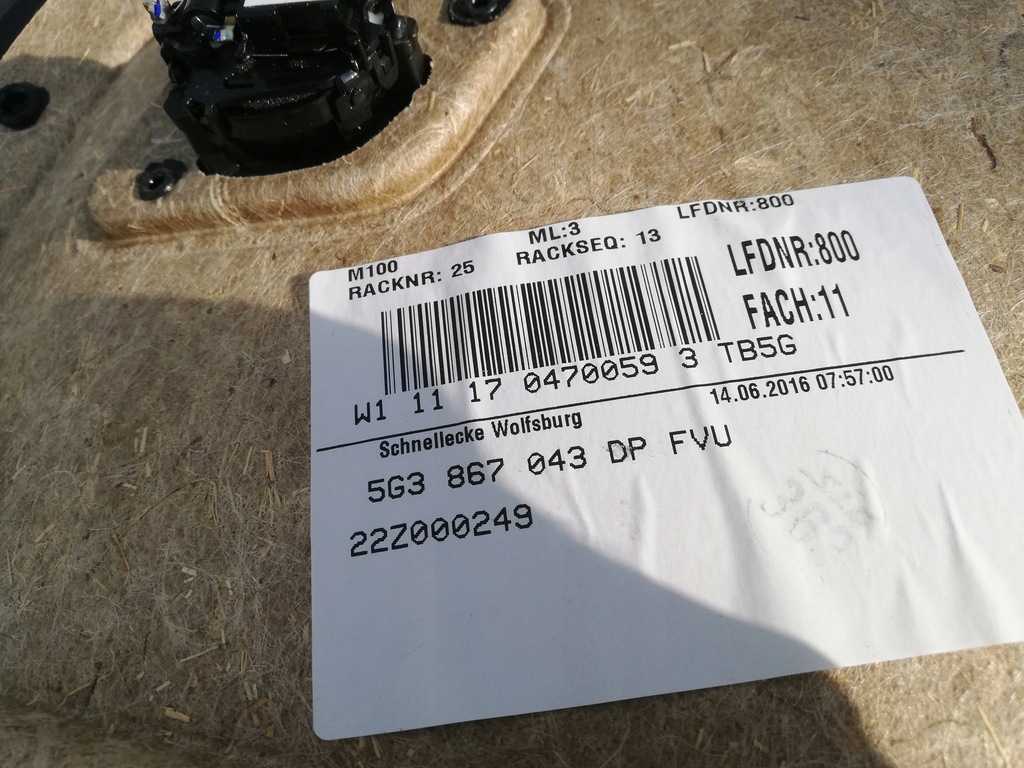 M100 ML:3 LFDNR:800
RACKNR: 25 RACKSEQ: 13
LFDNR:800
FACH:11
W1 11 17 0470059 3 TB5G
Schnellecke Wolfsburg 14.06.2016 07:57:00
5G3 867 043 DP FVU
22Z000249